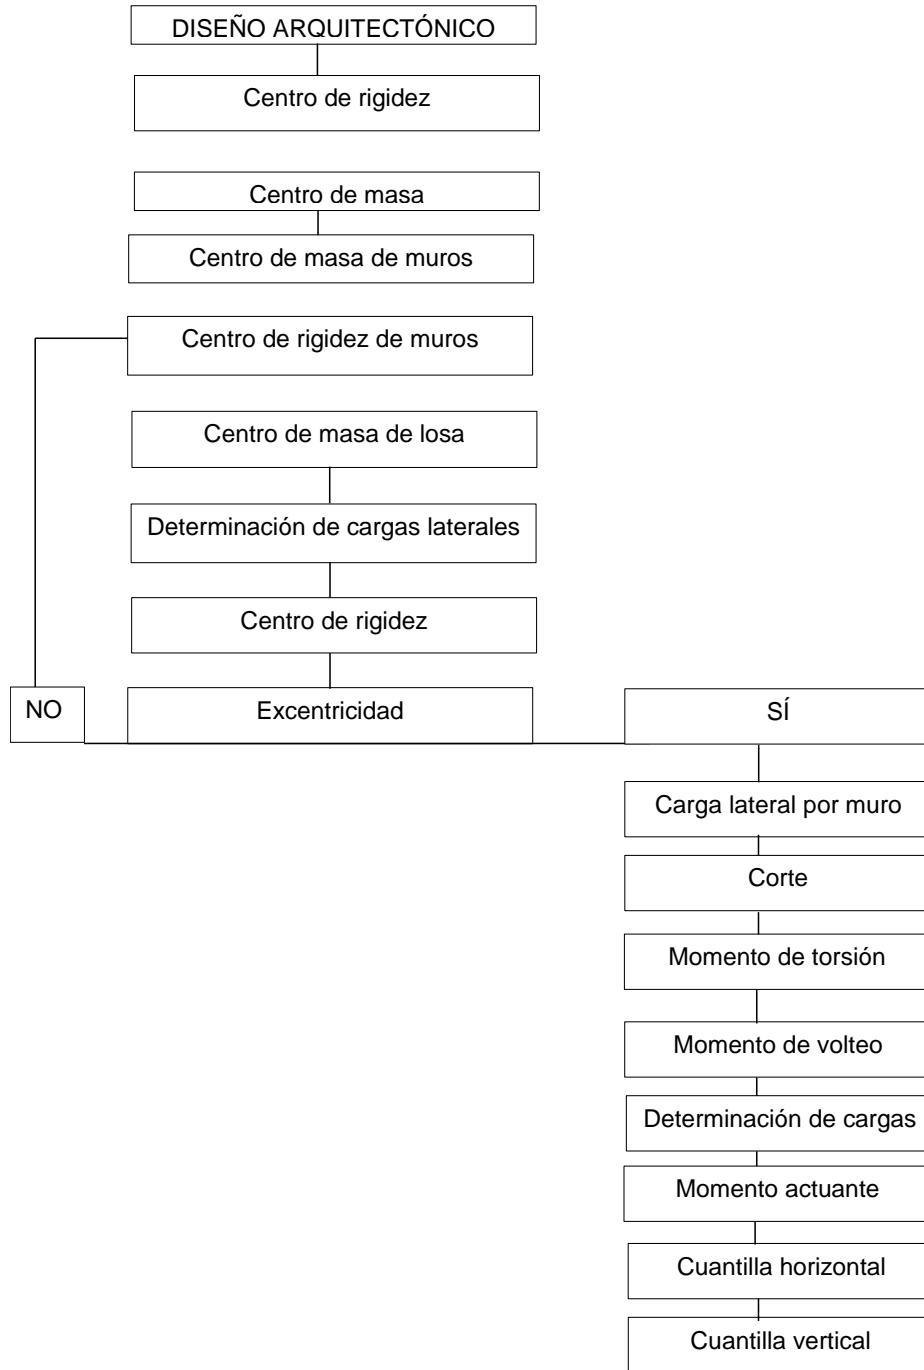 DISEÑO ARQUITECTÓNICO
Centro de rigidez
Centro de masa
Centro de masa de muros
Centro de rigidez de muros
Centro de masa de losa
Determinación de cargas laterales
Centro de rigidez
NO
Excentricidad
SÍ
Carga lateral por muro
Corte
Momento de torsión
Momento de volteo
Determinación de cargas
Momento actuante
Cuantilla horizontal
Cuantilla vertical